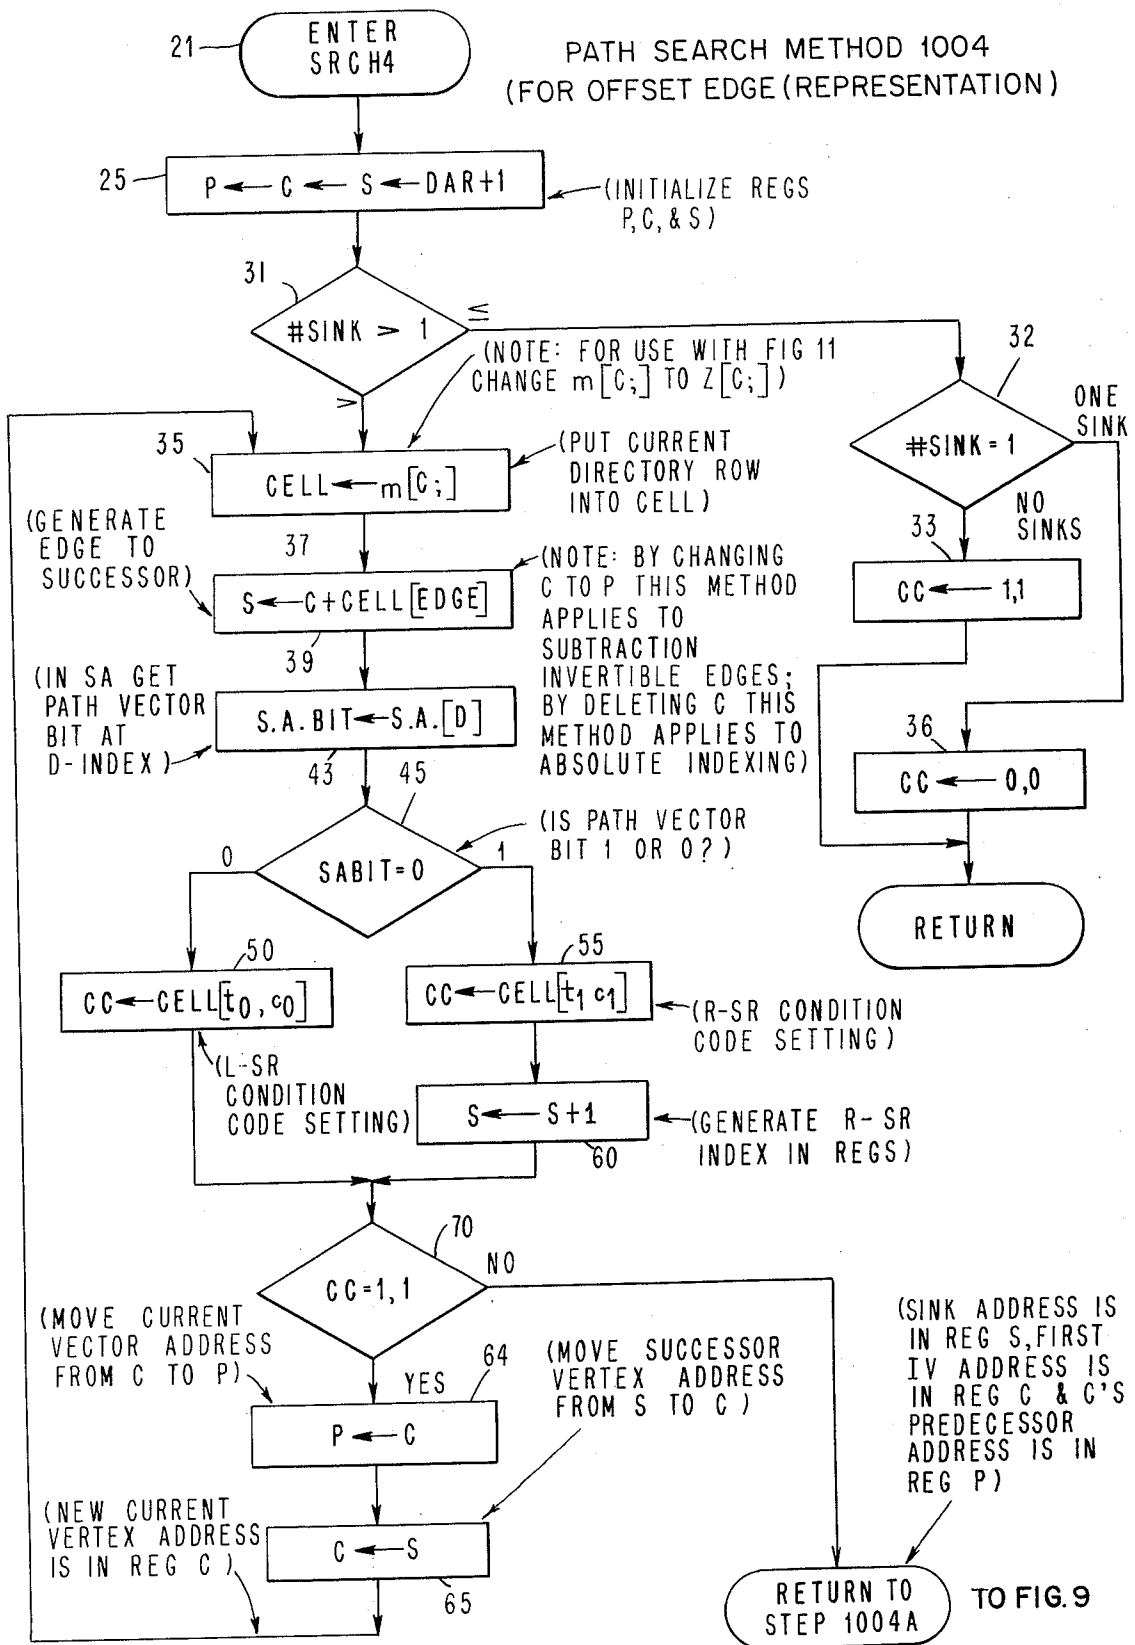 21
ENTER
SRCH4
PATH SEARCH METHOD 1004
(FOR OFFSET EDGE (REPRESENTATION)
25
P ← C ← S ← DAR+1
(INITIALIZE REGS
P, C, & S)
31
#SINK > 1
≤
>
(NOTE: FOR USE WITH FIG 11
CHANGE m[C;] TO Z[C;])
32
#SINK = 1
ONE
SINK
NO
SINKS
35
CELL ← m[C;]
(PUT CURRENT
DIRECTORY ROW
INTO CELL)
33
CC ← 1,1
(GENERATE
EDGE TO
SUCCESSOR)
37
S ← C+CELL[EDGE]
39
(NOTE: BY CHANGING
C TO P THIS METHOD
APPLIES TO
SUBTRACTION
INVERTIBLE EDGES;
BY DELETING C THIS
METHOD APPLIES TO
ABSOLUTE INDEXING)
(IN SA GET
PATH VECTOR
BIT AT
D-INDEX)
S.A.BIT ← S.A.[D]
43
36
CC ← 0,0
45
SABIT=0
0
1
(IS PATH VECTOR
BIT 1 OR 0?)
RETURN
50
CC ← CELL[t0, c0]
(L-SR
CONDITION
CODE SETTING)
55
CC ← CELL[t1 c1]
(R-SR CONDITION
CODE SETTING)
S ← S+1
60
(GENERATE R-SR
INDEX IN REGS)
70
CC=1,1
NO
YES
(MOVE CURRENT
VECTOR ADDRESS
FROM C TO P)
64
P ← C
(MOVE SUCCESSOR
VERTEX ADDRESS
FROM S TO C)
(SINK ADDRESS IS
IN REG S, FIRST
IV ADDRESS IS
IN REG C & C'S
PREDECESSOR
ADDRESS IS IN
REG P)
(NEW CURRENT
VERTEX ADDRESS
IS IN REG C)
C ← S
65
RETURN TO
STEP 1004A
TO FIG. 9